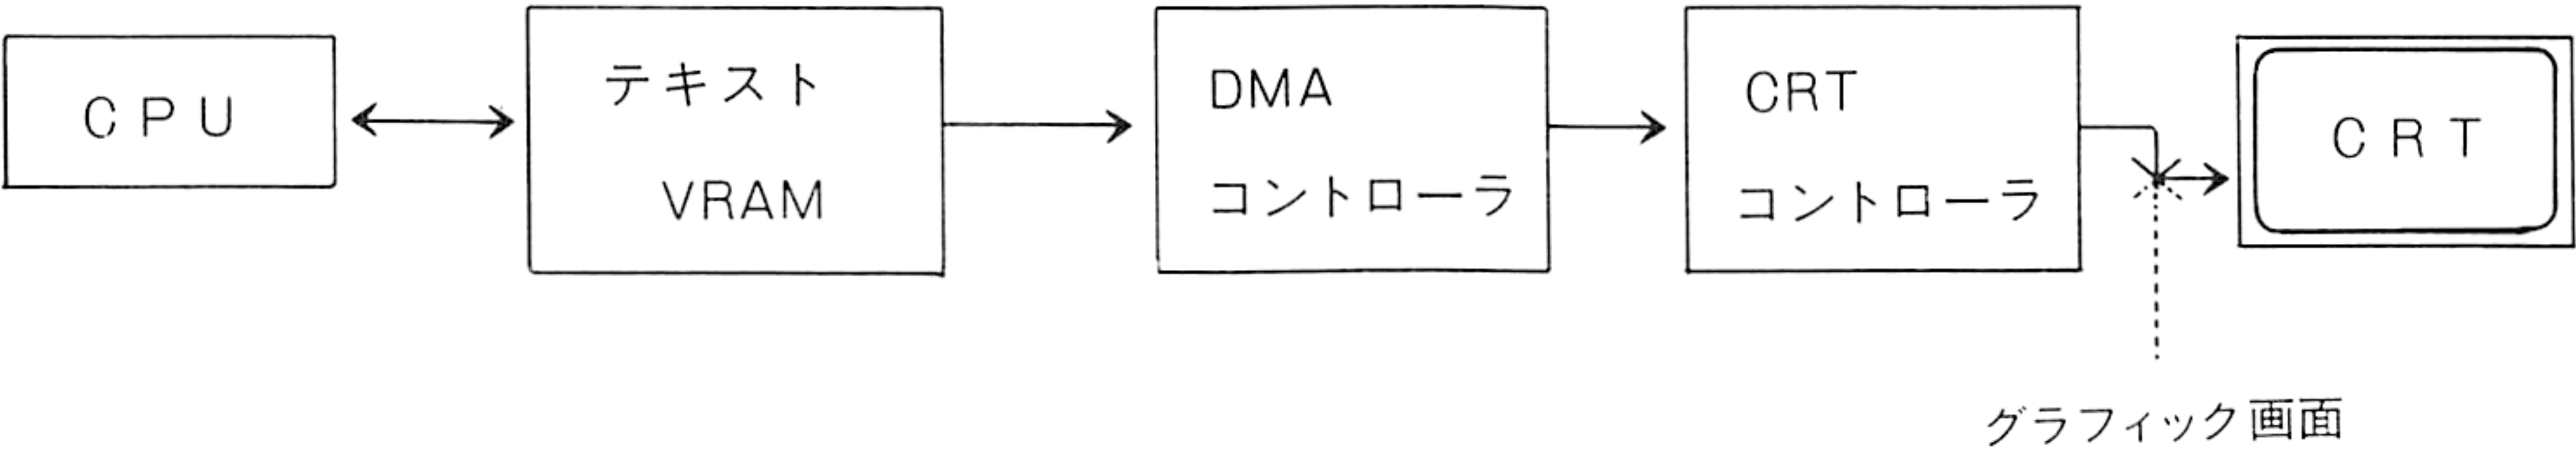 CPU
テキスト
VRAM
DMA
コントローラ
CRT
コントローラ
CRT
グラフィック画面